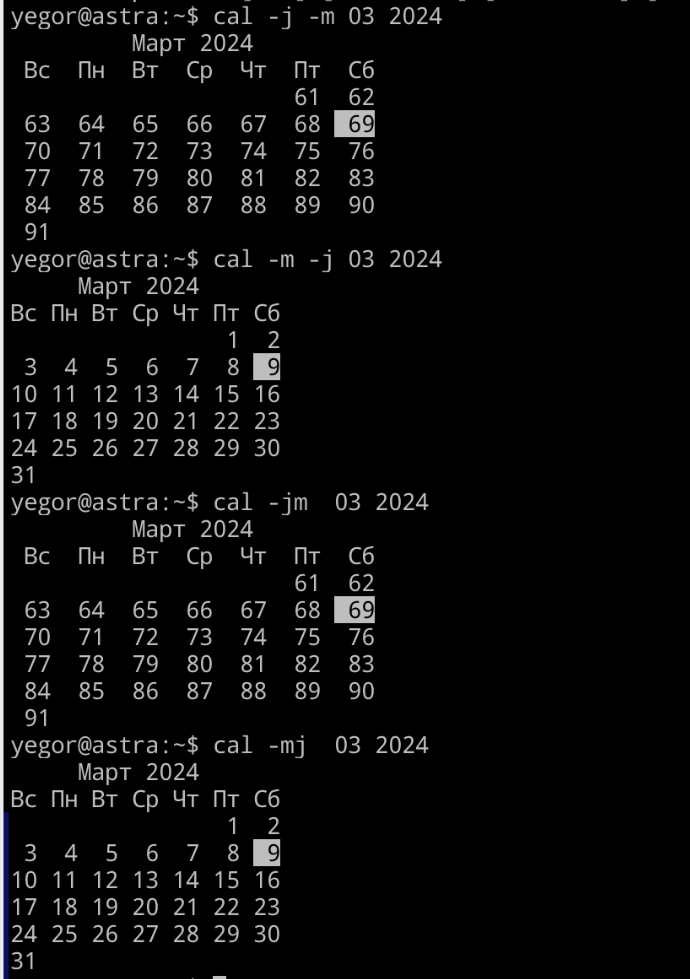 yegor@astra:~$ cal -j -m 03 2024
Март 2024
Вс Пн Вт Ср Чт Пт Сб
61 62
63 64 65 66 67 68 69
70 71 72 73 74 75 76
77 78 79 80 81 82 83
84 85 86 87 88 89 90
91
yegor@astra:~$ cal -m -j 03 2024
Март 2024
Вс Пн Вт Ср Чт Пт Сб
1 2
3 4 5 6 7 8 9
10 11 12 13 14 15 16
17 18 19 20 21 22 23
24 25 26 27 28 29 30
31
yegor@astra:~$ cal -jm  03 2024
Март 2024
Вс Пн Вт Ср Чт Пт Сб
61 62
63 64 65 66 67 68 69
70 71 72 73 74 75 76
77 78 79 80 81 82 83
84 85 86 87 88 89 90
91
yegor@astra:~$ cal -mj  03 2024
Март 2024
Вс Пн Вт Ср Чт Пт Сб
1 2
3 4 5 6 7 8 9
10 11 12 13 14 15 16
17 18 19 20 21 22 23
24 25 26 27 28 29 30
31